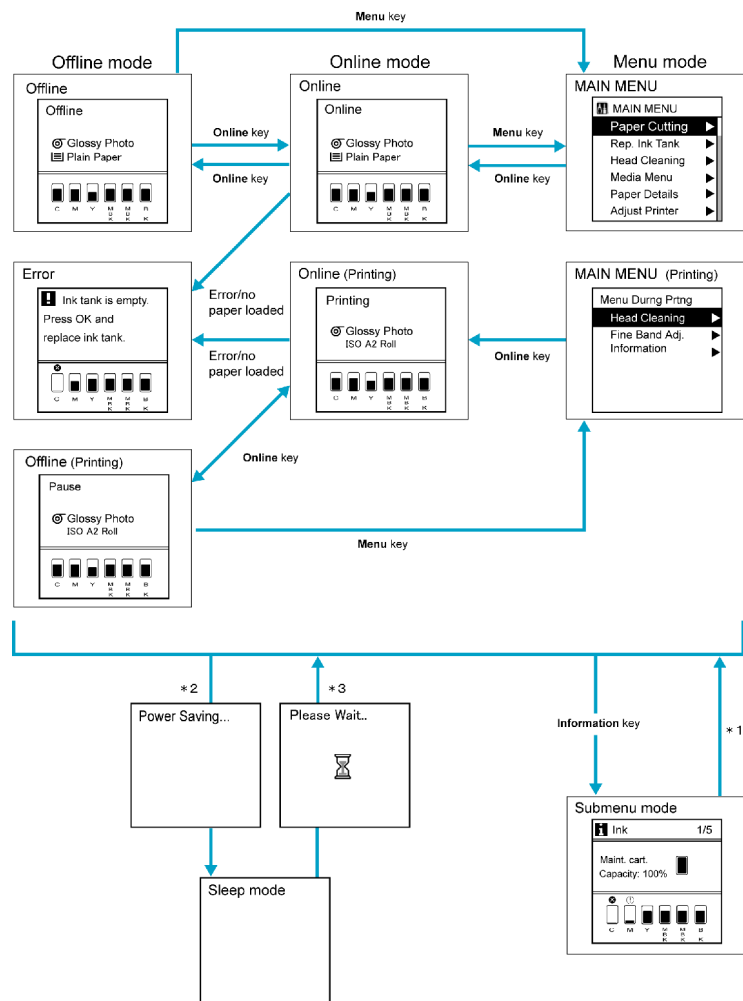 Menu key
Offline mode
Online mode
Menu mode
Offline
Offline
Glossy Photo
Plain Paper
C M Y MBK MBK BK
Online key
Online key
Online
Online
Glossy Photo
Plain Paper
C M Y MBK MBK BK
Menu key
Online key
MAIN MENU
MAIN MENU
Paper Cutting
Rep. Ink Tank
Head Cleaning
Media Menu
Paper Details
Adjust Printer
Error
! Ink tank is empty.
Press OK and
replace ink tank.
C M Y MBK MBK BK
Error/no
paper loaded
Error/no
paper loaded
Online (Printing)
Printing
Glossy Photo
ISO A2 Roll
C M Y MBK MBK BK
Online key
MAIN MENU (Printing)
Menu Durng Prtng
Head Cleaning
Fine Band Adj.
Information
Offline (Printing)
Pause
Glossy Photo
ISO A2 Roll
C M Y MBK MBK BK
Online key
Menu key
*2
Power Saving...
*3
Please Wait..
Information key
*1
Sleep mode
Submenu mode
i Ink 1/5
Maint. cart.
Capacity: 100%
C M Y MBK MBK BK